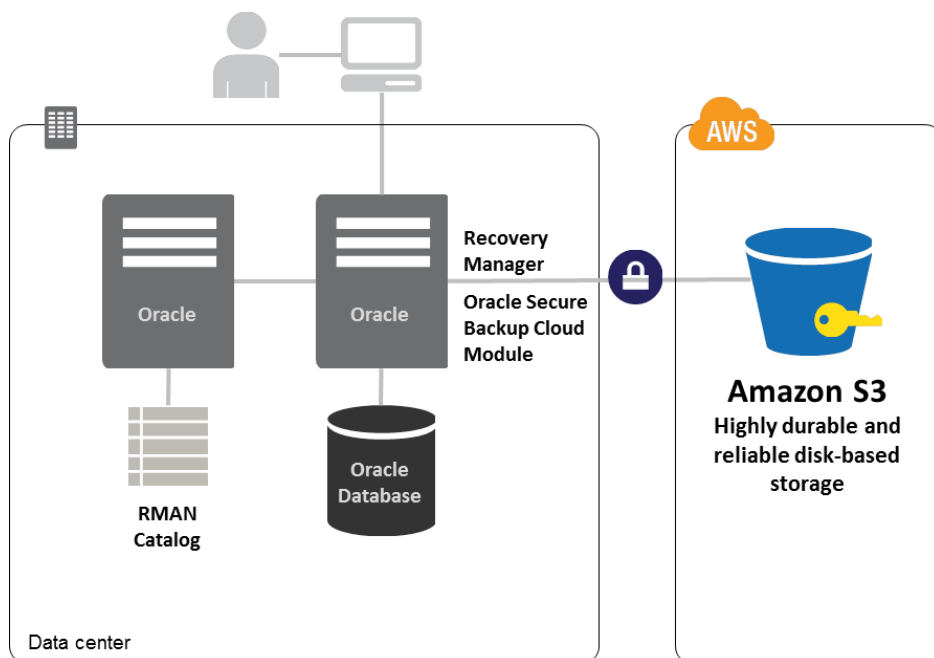 AWS
Recovery
Manager
Oracle
Oracle
Oracle Secure
Backup Cloud
Module
Amazon S3
Highly durable and
reliable disk-based
storage
RMAN
Catalog
Oracle
Database
Data center